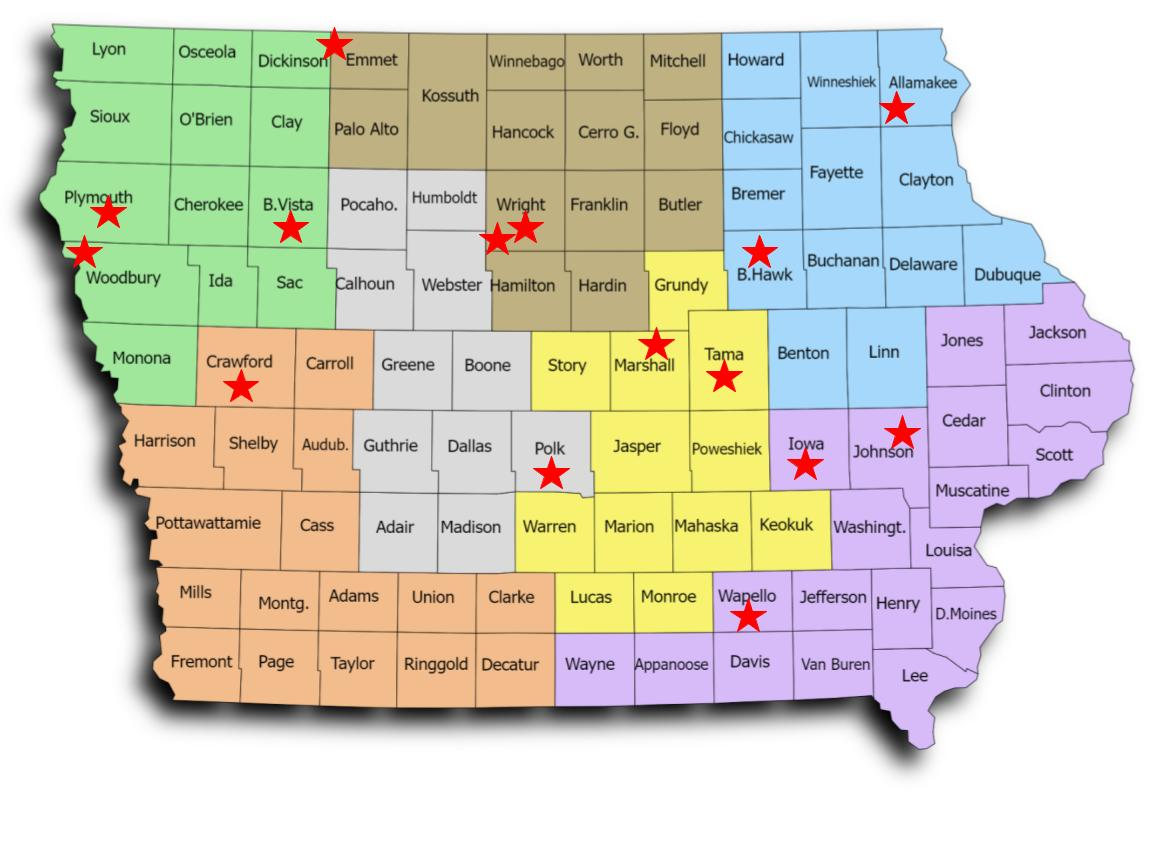 Lyon
Osceola
Dickinson
Emmet
Kossuth
Winnebago
Worth
Mitchell
Howard
Winneshiek
Allamakee
Sioux
O'Brien
Clay
Palo Alto
Hancock
Cerro G.
Floyd
Chickasaw
Fayette
Clayton
Plymouth
Cherokee
B.Vista
Pocaho.
Humboldt
Wright
Franklin
Butler
Bremer
Woodbury
Ida
Sac
Calhoun
Webster
Hamilton
Hardin
Grundy
B.Hawk
Buchanan
Delaware
Dubuque
Monona
Crawford
Carroll
Greene
Boone
Story
Marshall
Tama
Benton
Linn
Jones
Jackson
Clinton
Harrison
Shelby
Audub.
Guthrie
Dallas
Polk
Jasper
Poweshiek
Iowa
Johnson
Cedar
Scott
Muscatine
Pottawattamie
Cass
Adair
Madison
Warren
Marion
Mahaska
Keokuk
Washingt.
Louisa
Mills
Montg.
Adams
Union
Clarke
Lucas
Monroe
Wapello
Jefferson
Henry
D.Moines
Fremont
Page
Taylor
Ringgold
Decatur
Wayne
Appanoose
Davis
Van Buren
Lee